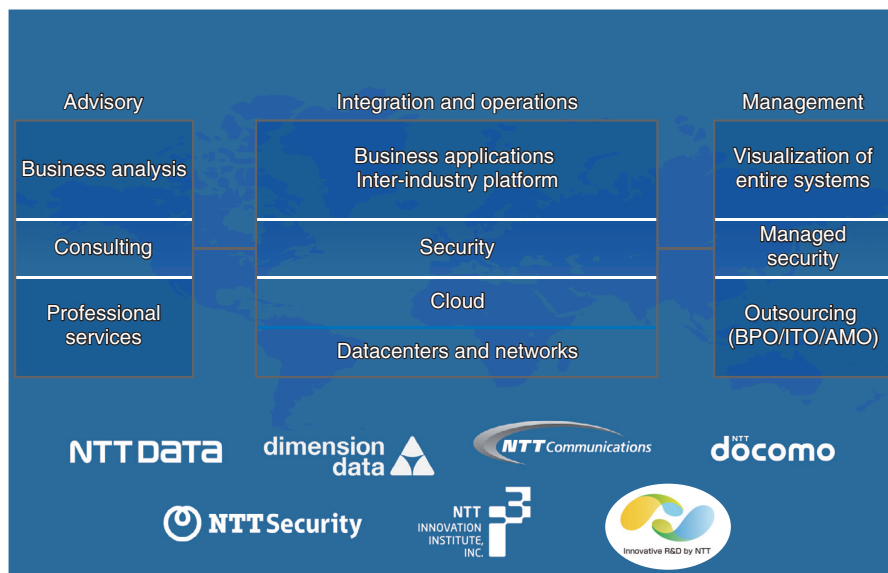 Advisory
Integration and operations
Management
Business analysis
Business applications
Inter-industry platform
Visualization of
entire systems
Consulting
Security
Managed
security
Professional
services
Cloud
Datacenters and networks
Outsourcing
(BPO/ITO/AMO)
NTT DATA
dimension
data
NTT Communications
NTT
docomo
NTT Security
NTT
INNOVATION
INSTITUTE,
INC.
i3
Innovative R&D by NTT